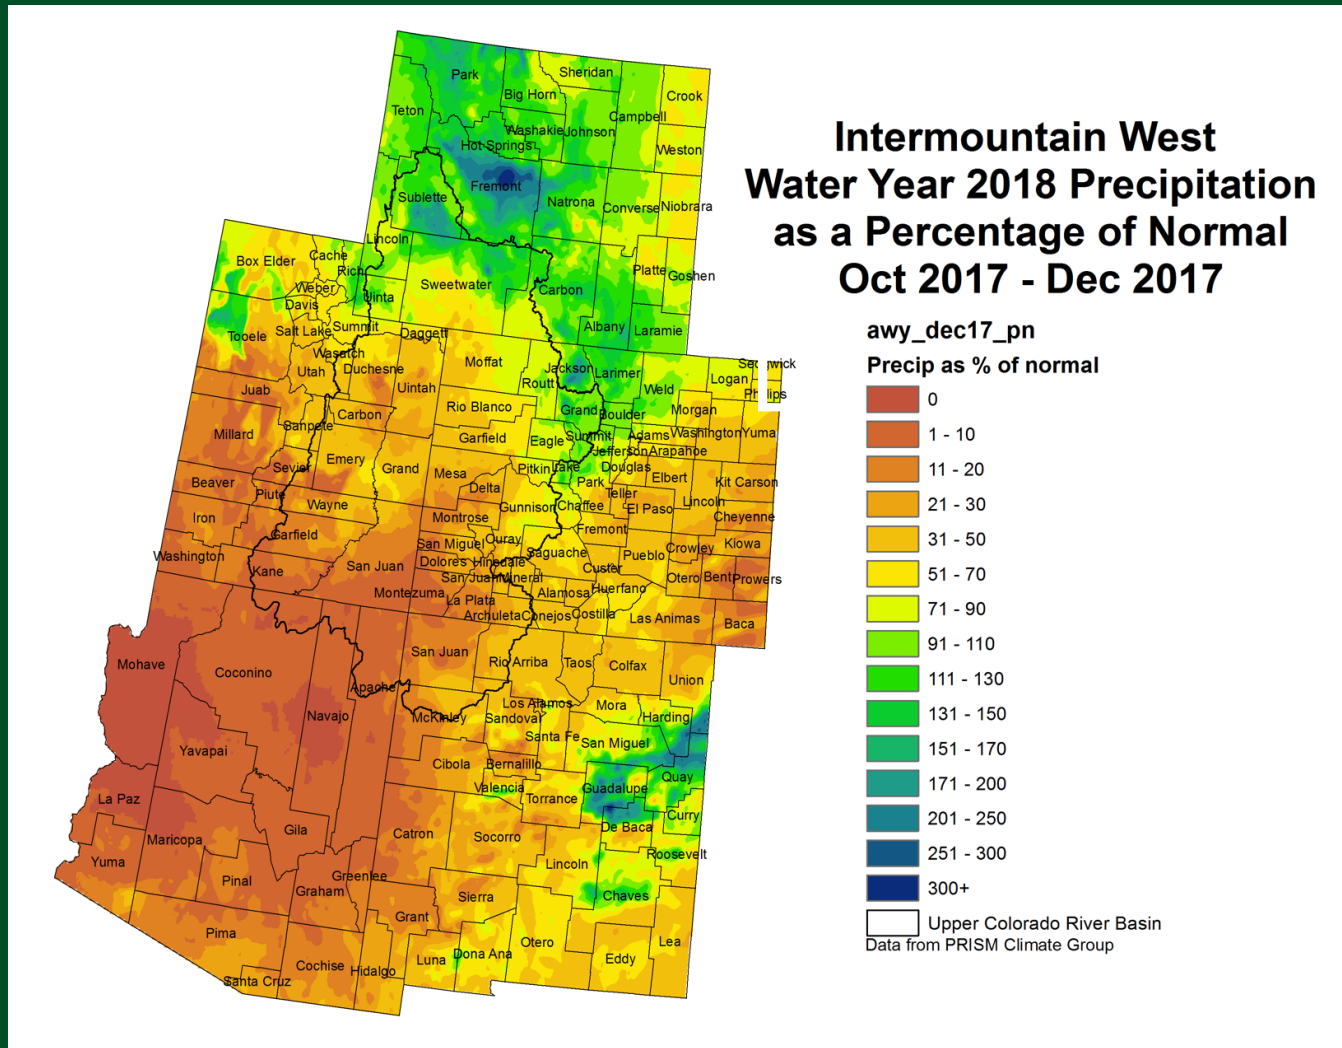 Intermountain West
Water Year 2018 Precipitation
as a Percentage of Normal
Oct 2017 - Dec 2017
awy_dec17_pn
Precip as % of normal
0
1 - 10
11 - 20
21 - 30
31 - 50
51 - 70
71 - 90
91 - 110
111 - 130
131 - 150
151 - 170
171 - 200
201 - 250
251 - 300
300+
Upper Colorado River Basin
Data from PRISM Climate Group
Park
Sheridan
Big Horn
Crook
Teton
Campbell
Washakie
Johnson
Hot Springs
Weston
Fremont
Sublette
Natrona
Converse
Niobrara
Lincoln
Platte
Goshen
Sweetwater
Carbon
Uinta
Albany
Laramie
Box Elder
Cache
Rich
Weber
Davis
Tooele
Salt Lake
Summit
Daggett
Wasatch
Utah
Duchesne
Uintah
Juab
Carbon
Sanpete
Millard
Emery
Grand
Sevier
Beaver
Piute
Wayne
Iron
Garfield
Washington
Kane
San Juan
Moffat
Routt
Jackson
Larimer
Weld
Logan
Phillips
Rio Blanco
Grand
Boulder
Morgan
Garfield
Eagle
Summit
Adams
Washington
Yuma
Jefferson
Arapahoe
Mesa
Pitkin
Lake
Douglas
Delta
Park
Elbert
Kit Carson
Teller
Lincoln
Gunnison
Chaffee
El Paso
Montrose
Cheyenne
Fremont
San Miguel
Ouray
Saguache
Pueblo
Crowley
Kiowa
Dolores
Hinsdale
Custer
San Juan
Mineral
Otero
Bent
Prowers
Montezuma
La Plata
Alamosa
Huerfano
Archuleta
Conejos
Costilla
Las Animas
Baca
Mohave
Coconino
Navajo
Apache
Yavapai
La Paz
Maricopa
Gila
Yuma
Pinal
Graham
Greenlee
Pima
Cochise
Santa Cruz
San Juan
Rio Arriba
Taos
Colfax
Union
Los Alamos
Mora
Harding
McKinley
Sandoval
Santa Fe
San Miguel
Cibola
Bernalillo
Quay
Valencia
Torrance
Guadalupe
Curry
Catron
Socorro
De Baca
Lincoln
Roosevelt
Sierra
Chaves
Grant
Otero
Lea
Luna
Dona Ana
Eddy
Hidalgo